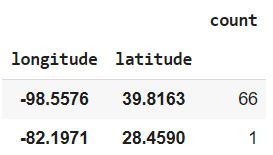 count
longitude latitude
-98.5576 39.8163 66
-82.1971 28.4590 1